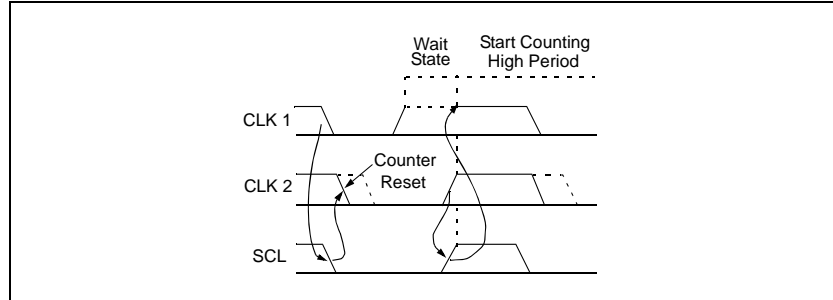 Wait
State
Start Counting
High Period
CLK 1
Counter
Reset
CLK 2
SCL